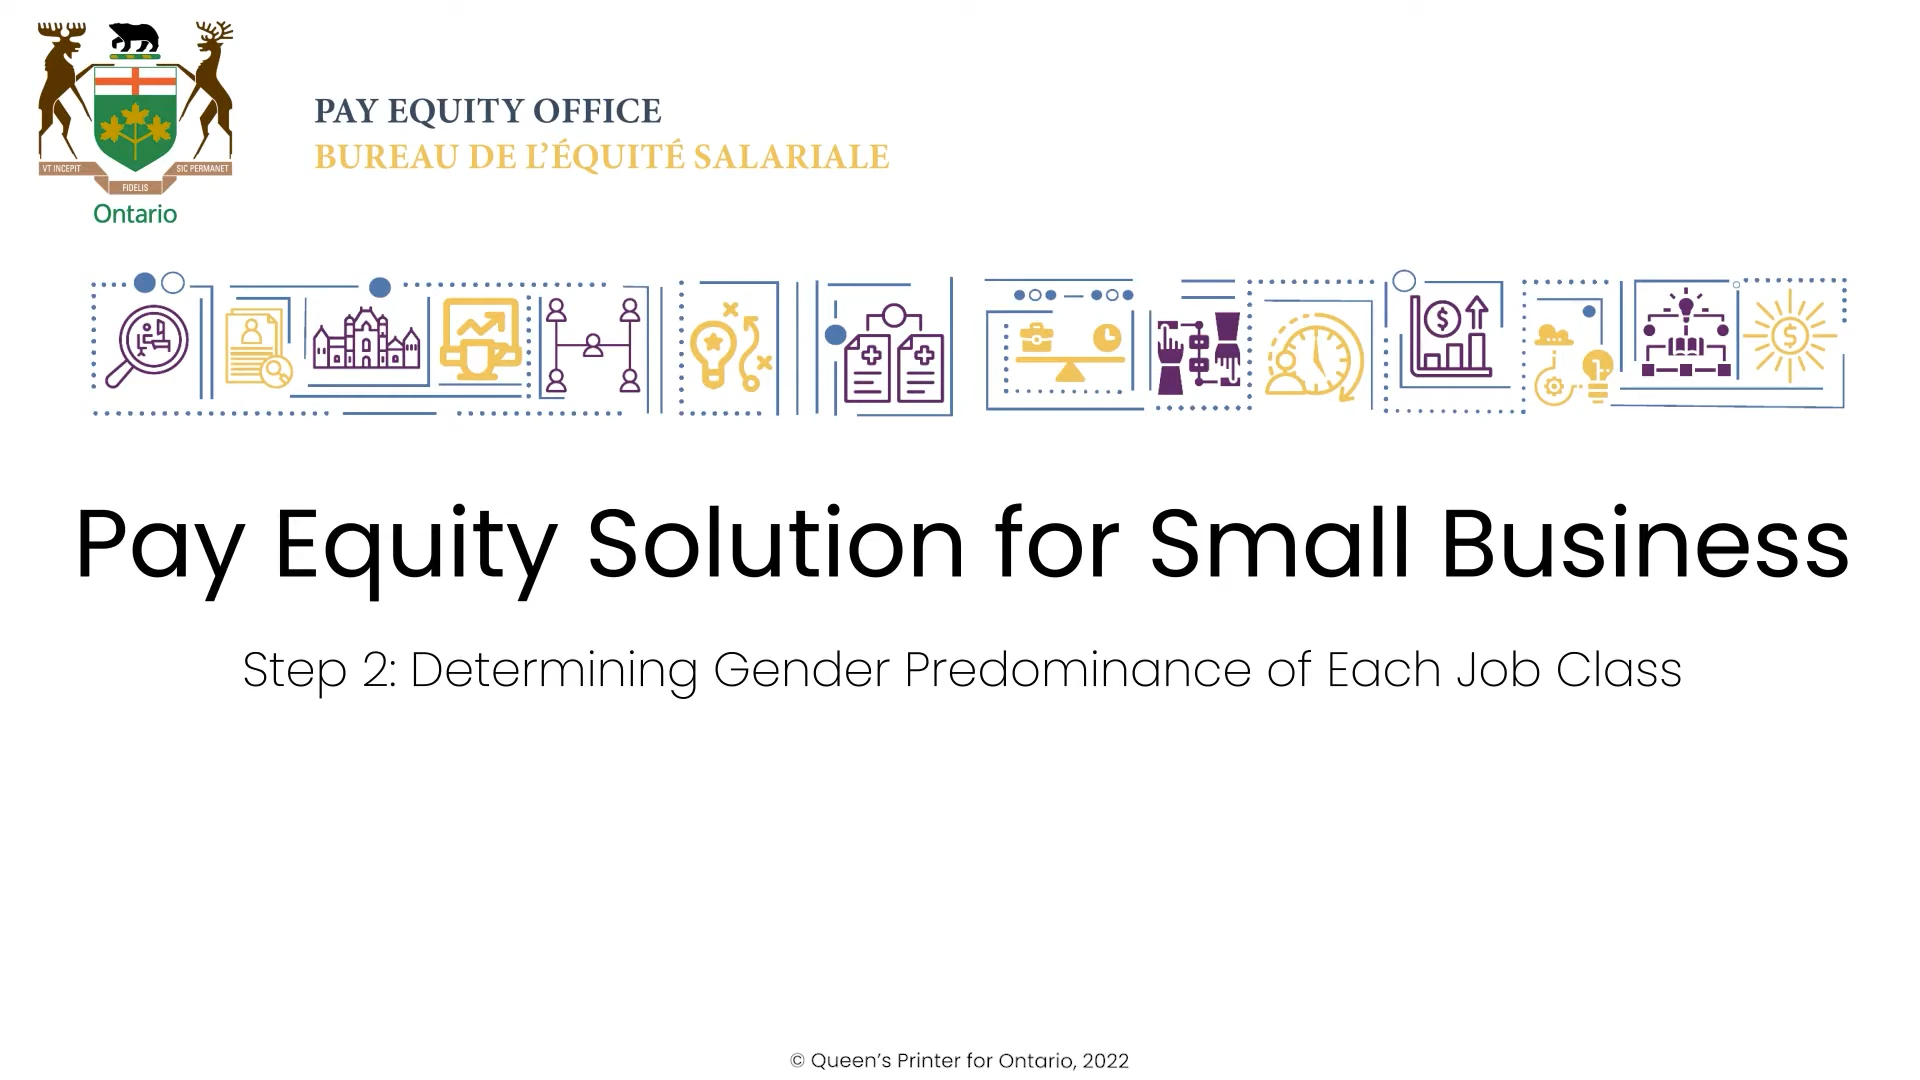 VT INCEPIT
SIC PERMANET
FIDELIS
Ontario
PAY EQUITY OFFICE
BUREAU DE L’ÉQUITÉ SALARIALE
Pay Equity Solution for Small Business
Step 2: Determining Gender Predominance of Each Job Class
© Queen’s Printer for Ontario, 2022